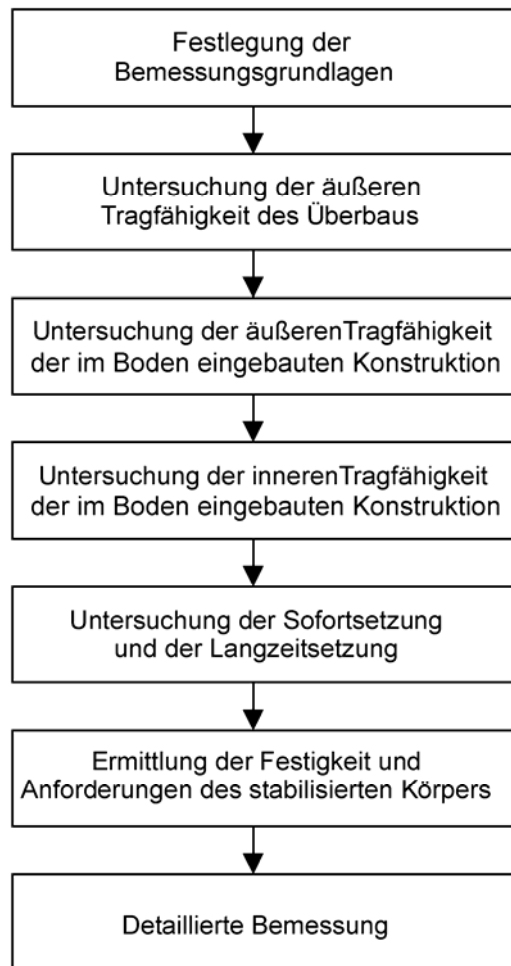 Festlegung der
Bemessungsgrundlagen
Untersuchung der äußeren
Tragfähigkeit des Überbaus
Untersuchung der äußerenTragfähigkeit
der im Boden eingebauten Konstruktion
Untersuchung der innerenTragfähigkeit
der im Boden eingebauten Konstruktion
Untersuchung der Sofortsetzung
und der Langzeitsetzung
Ermittlung der Festigkeit und
Anforderungen des stabilisierten Körpers
Detaillierte Bemessung